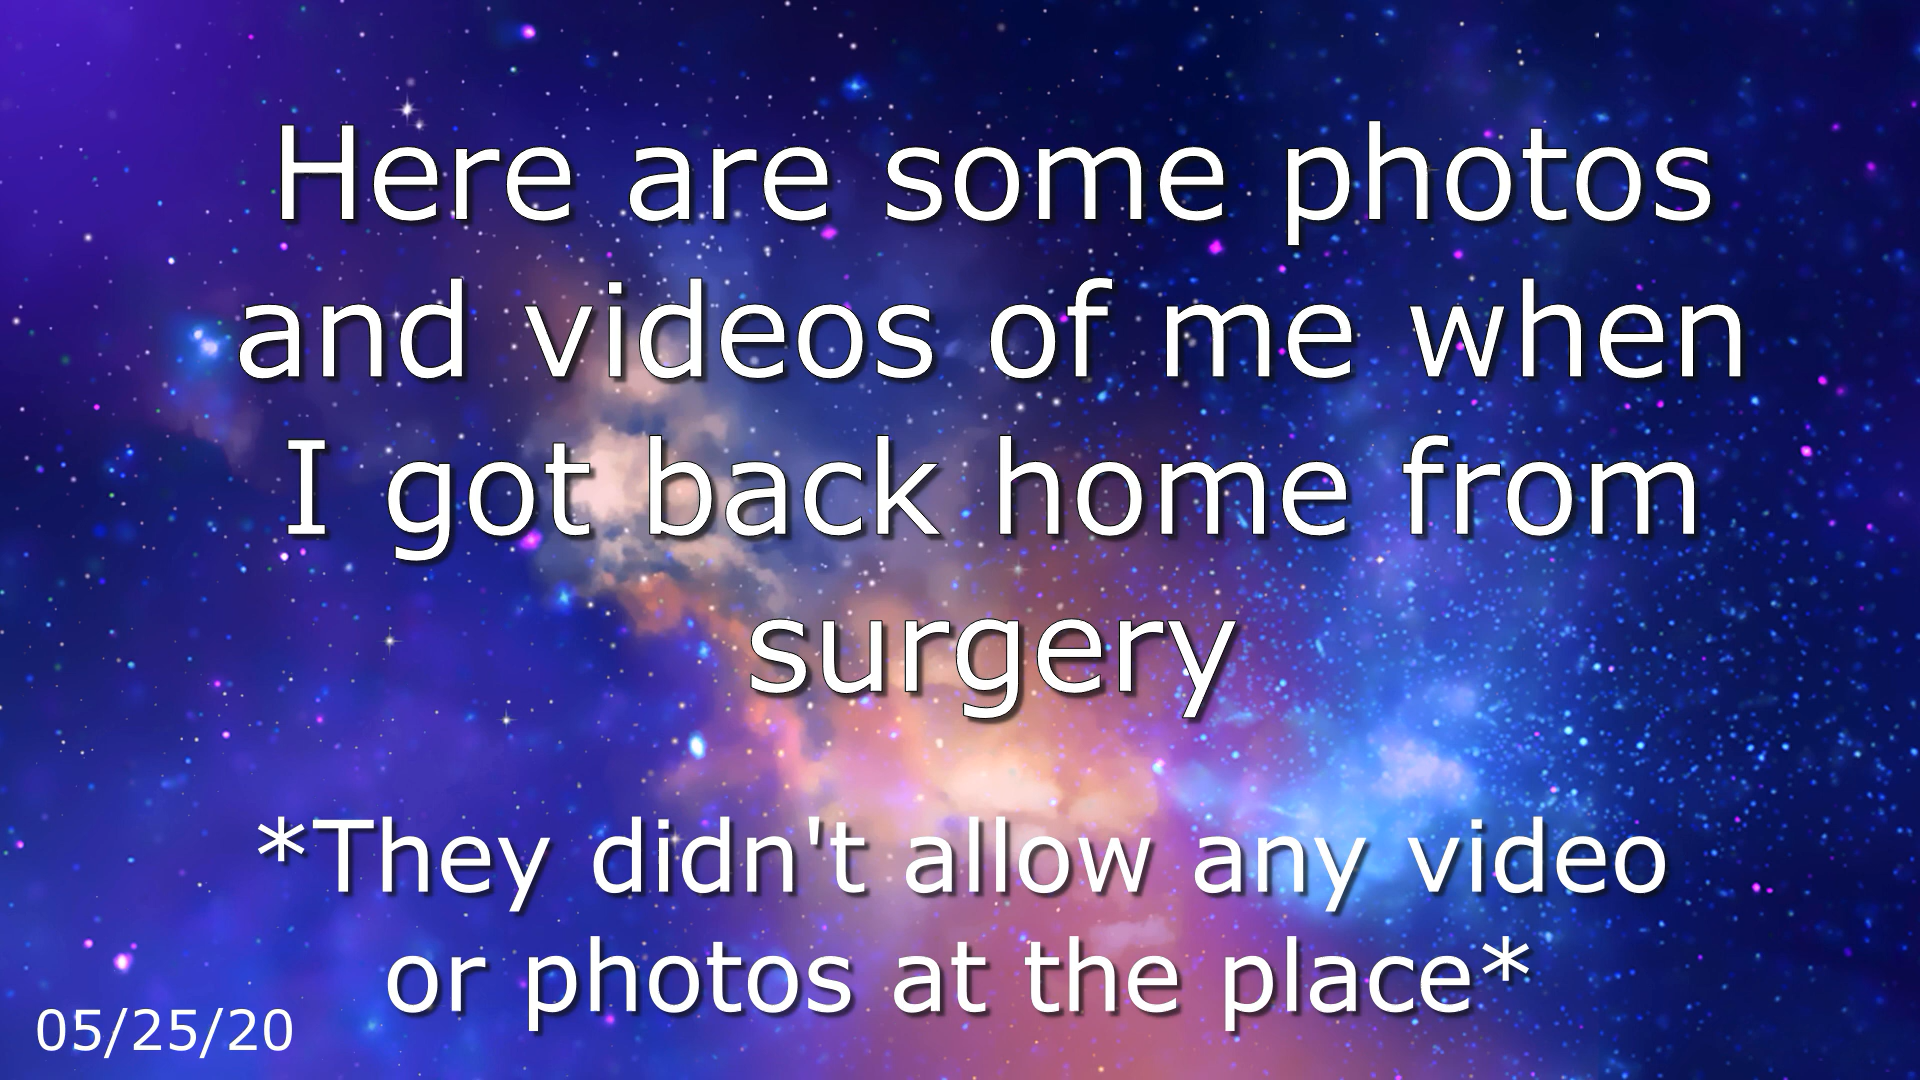 Here are some photos
and videos of me when
I got back home from
surgery
*They didn't allow any video
or photos at the place*
05/25/20